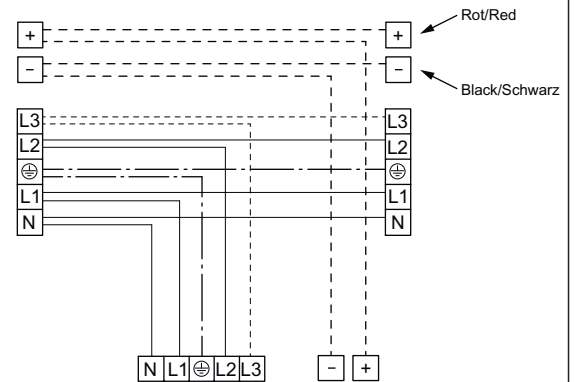 Rot/Red
+ +
− −
Black/Schwarz
L3 L3
L2 L2
L1 L1
N N
N L1 L2 L3 − +